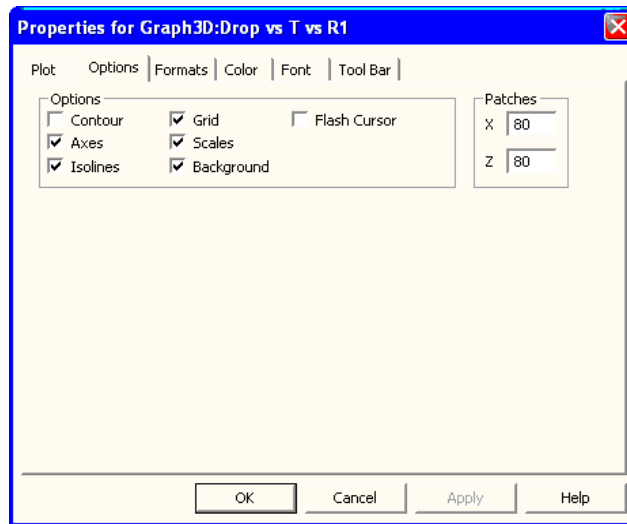 Properties for Graph3D:Drop vs T vs R1
Plot Options Formats Color Font Tool Bar
Options Patches
Contour Grid Flash Cursor X 80
Axes Scales
Isolines Background Z 80
OK Cancel Apply Help